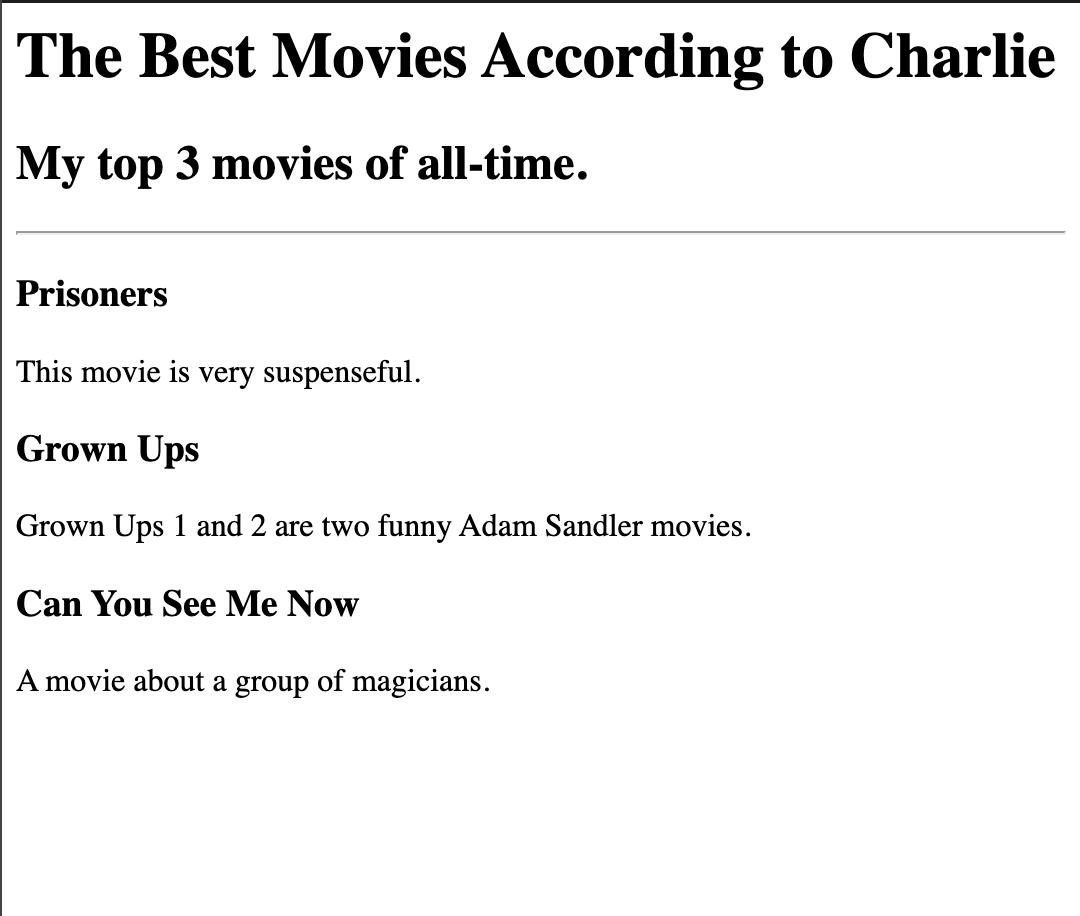 The Best Movies According to Charlie
My top 3 movies of all-time.
Prisoners
This movie is very suspenseful.
Grown Ups
Grown Ups 1 and 2 are two funny Adam Sandler movies.
Can You See Me Now
A movie about a group of magicians.